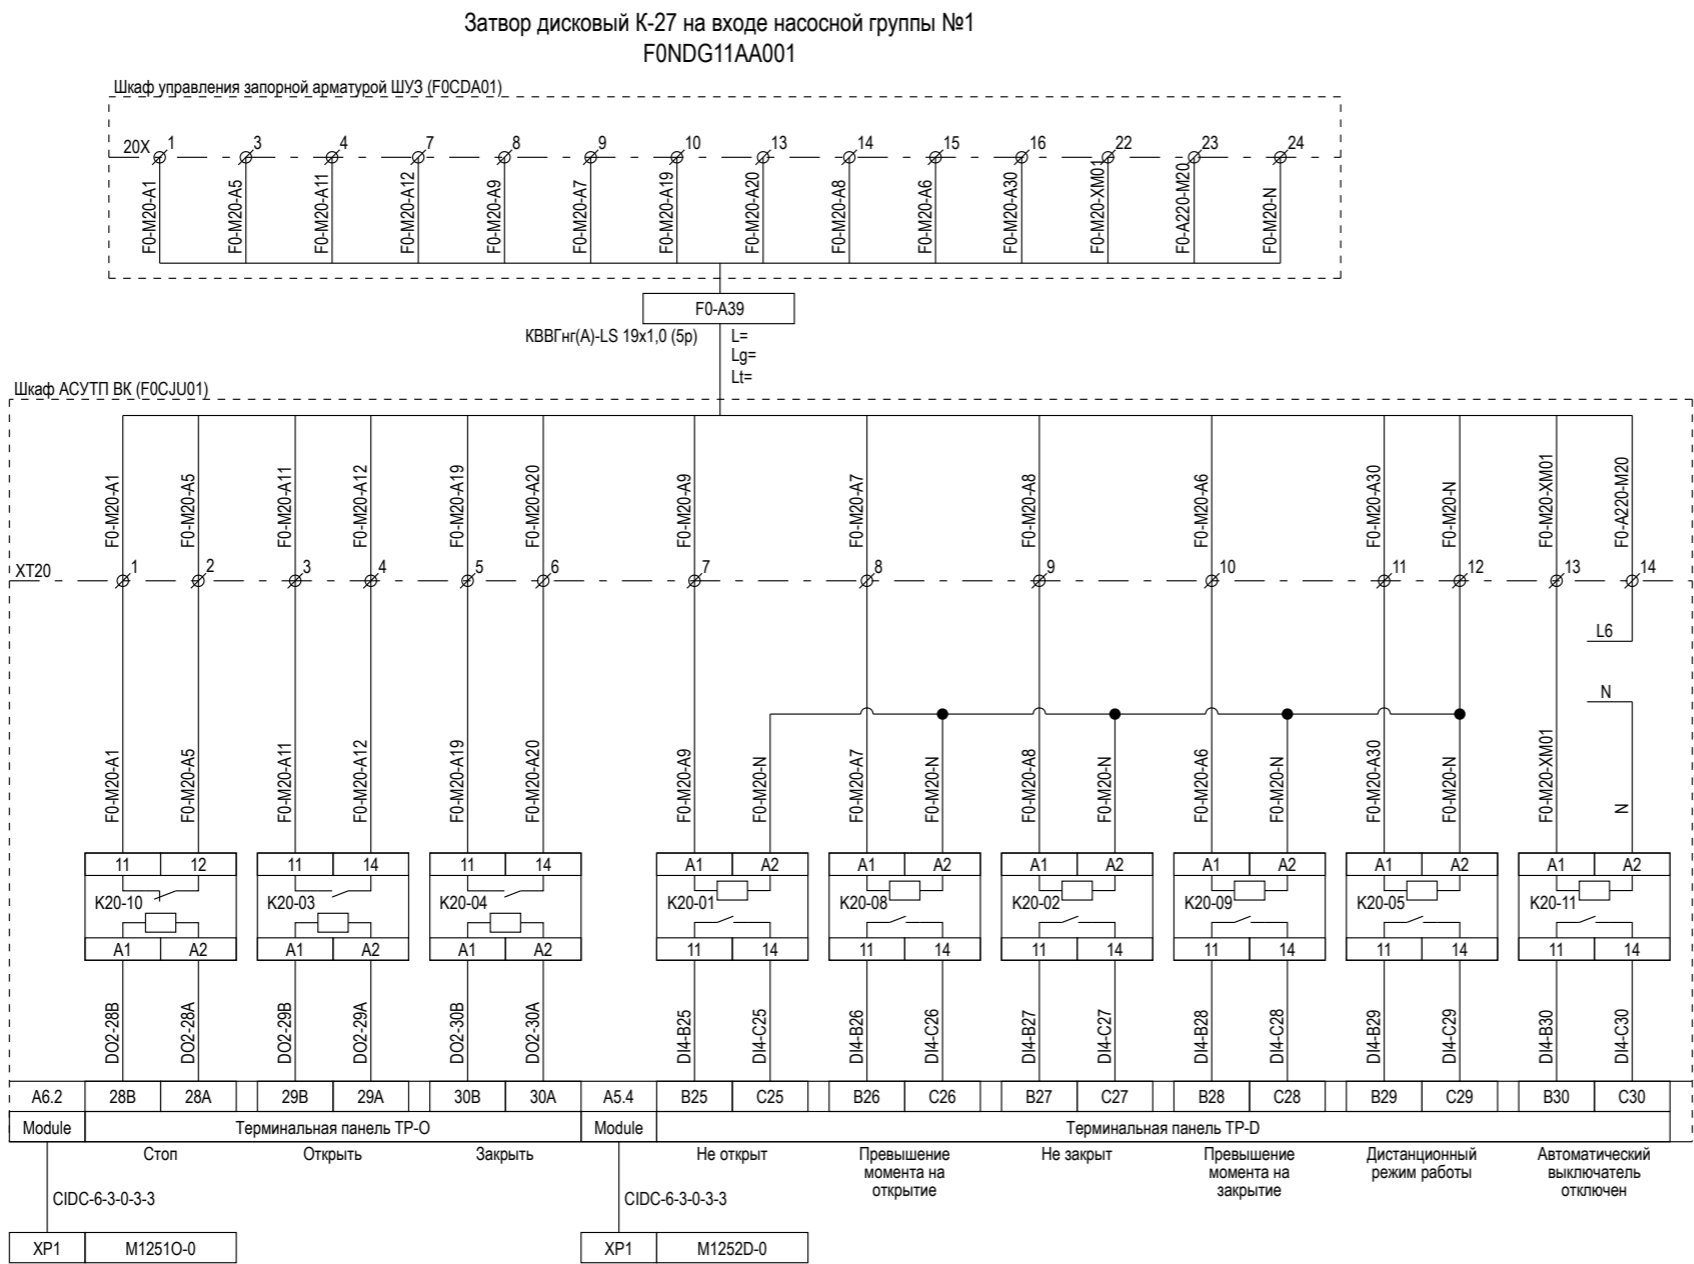 Затвор дисковый К-27 на входе насосной группы №1
F0NDG11AA001
Шкаф управления запорной арматурой ШУЗ (F0CDA01)
20X 1 3 4 7 8 9 10 13 14 15 16 22 23 24
F0-M20-A1 F0-M20-A5 F0-M20-A11 F0-M20-A12 F0-M20-A9 F0-M20-A7 F0-M20-A19 F0-M20-A20 F0-M20-A8 F0-M20-A6 F0-M20-A30 F0-M20-XM01 F0-A220-M20 F0-M20-N
F0-A39
КВВГнг(А)-LS 19x1,0 (5р) L=
Lg=
Lt=
Шкаф АСУТП ВК (F0CJU01)
F0-M20-A1 F0-M20-A5 F0-M20-A11 F0-M20-A12 F0-M20-A19 F0-M20-A20 F0-M20-A9 F0-M20-A7 F0-M20-A8 F0-M20-A6 F0-M20-A30 F0-M20-N F0-M20-XM01 F0-A220-M20
XT20 1 2 3 4 5 6 7 8 9 10 11 12 13 14
L6
N
F0-M20-A1 F0-M20-A5 F0-M20-A11 F0-M20-A12 F0-M20-A19 F0-M20-A20 F0-M20-A9 F0-M20-N F0-M20-A7 F0-M20-N F0-M20-A8 F0-M20-N F0-M20-A6 F0-M20-N F0-M20-A30 F0-M20-N F0-M20-XM01 N
11 12 11 14 11 14 A1 A2 A1 A2 A1 A2 A1 A2 A1 A2 A1 A2
K20-10 K20-03 K20-04 K20-01 K20-08 K20-02 K20-09 K20-05 K20-11
A1 A2 A1 A2 A1 A2 11 14 11 14 11 14 11 14 11 14 11 14
DO2-28B DO2-28A DO2-29B DO2-29A DO2-30B DO2-30A DI4-B25 DI4-C25 DI4-B26 DI4-C26 DI4-B27 DI4-C27 DI4-B28 DI4-C28 DI4-B29 DI4-C29 DI4-B30 DI4-C30
A6.2 28B 28A 29B 29A 30B 30A A5.4 B25 C25 B26 C26 B27 C27 B28 C28 B29 C29 B30 C30
Module Терминальная панель TP-O Module Терминальная панель TP-D
Стоп Открыть Закрыть Не открыт Превышение Не закрыт Превышение Дистанционный Автоматический
момента на момента на режим работы выключатель
открытие закрытие отключен
CIDC-6-3-0-3-3 CIDC-6-3-0-3-3
XP1 M1251O-0 XP1 M1252D-0